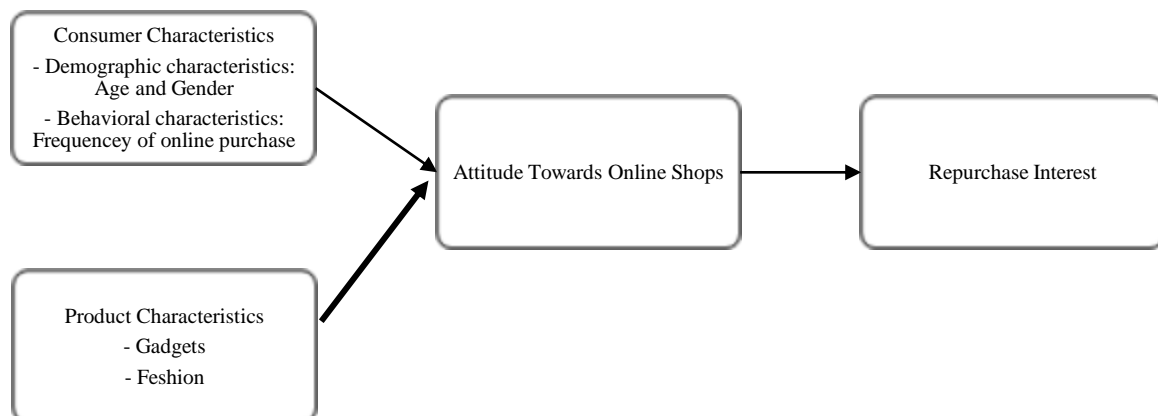 Consumer Characteristics
- Demographic characteristics:
Age and Gender
- Behavioral characteristics:
Frequencey of online purchase
Attitude Towards Online Shops
Repurchase Interest
Product Characteristics
- Gadgets
- Feshion